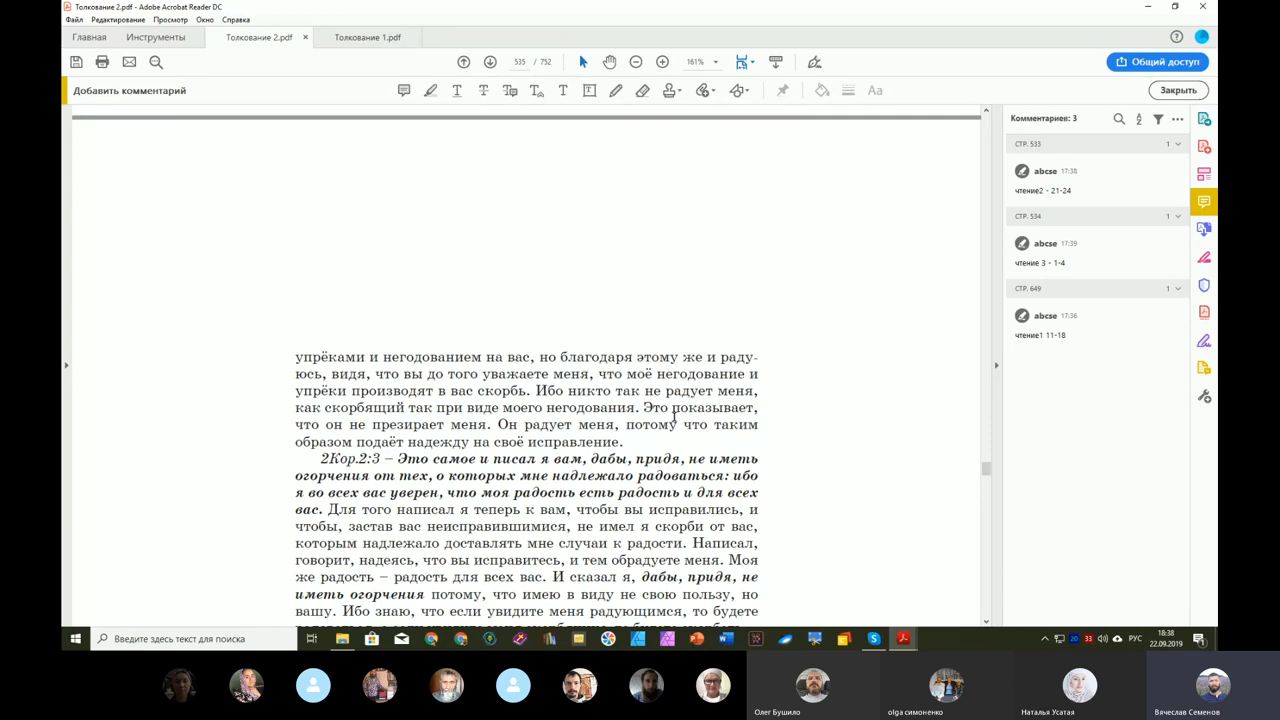 Толкование 2.pdf - Adobe Acrobat Reader DC
Файл Редактирование Просмотр Окно Справка
Главная Инструменты Толкование 2.pdf × Толкование 1.pdf
535 / 752 161% Общий доступ
Добавить комментарий Aa Закрыть
упрёками и негодованием на вас, но благодаря этому же и раду-
юсь, видя, что вы до того уважаете меня, что моё негодование и
упрёки производят в вас скорбь. Ибо никто так не радует меня,
как скорбящий так при виде моего негодования. Это показывает,
что он не презирает меня. Он радует меня, потому что таким
образом подаёт надежду на своё исправление.
2Кор.2:3 – Это самое и писал я вам, дабы, придя, не иметь
огорчения от тех, о которых мне надлежало радоваться: ибо
я во всех вас уверен, что моя радость есть радость и для всех
вас. Для того написал я теперь к вам, чтобы вы исправились, и
чтобы, застав вас неисправившимися, не имел я скорби от вас,
которым надлежало доставлять мне случаи к радости. Написал,
говорит, надеясь, что вы исправитесь, и тем обрадуете меня. Моя
же радость – радость для всех вас. И сказал я, дабы, придя, не
иметь огорчения потому, что имею в виду не свою пользу, но
вашу. Ибо знаю, что если увидите меня радующимся, то будете
Комментариев: 3
СТР. 533 1
abcse 17:38
чтение2 - 21-24
СТР. 534 1
abcse 17:39
чтение 3 - 1-4
СТР. 649 1
abcse 17:36
чтение1 11-18
Введите здесь текст для поиска
20 33 РУС 18:38
22.09.2019 1
Олег Бушило olga симоненко Наталья Усатая Вячеслав Семенов